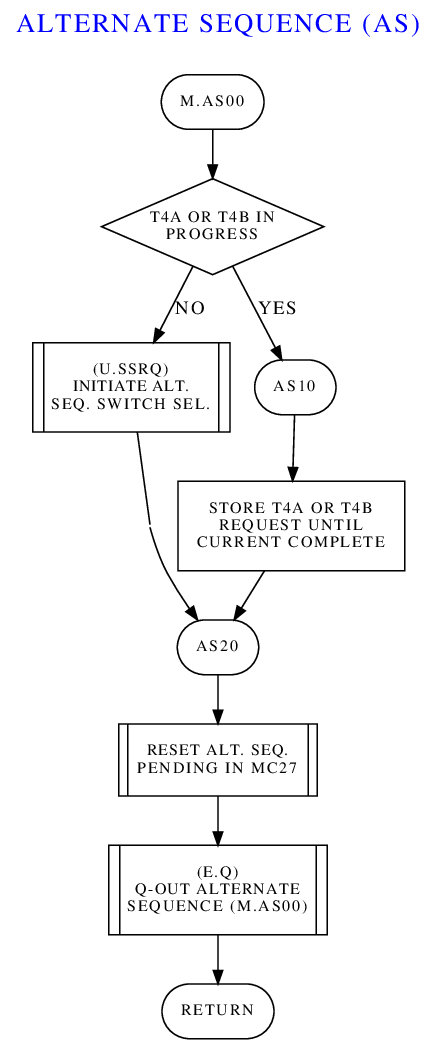 ALTERNATE SEQUENCE (AS)
M.AS00
T4A OR T4B IN
PROGRESS
NO
YES
(U.SSRQ)
INITIATE ALT.
SEQ. SWITCH SEL.
AS10
STORE T4A OR T4B
REQUEST UNTIL
CURRENT COMPLETE
AS20
RESET ALT. SEQ.
PENDING IN MC27
(E.Q)
Q-OUT ALTERNATE
SEQUENCE (M.AS00)
RETURN